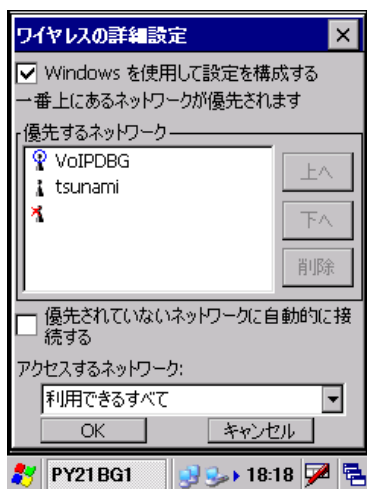 ワイヤレスの詳細設定
Windows を使用して設定を構成する
一番上にあるネットワークが優先されます
優先するネットワーク
VoIPDBG
上へ
tsunami
下へ
削除
優先されていないネットワークに自動的に接
続する
アクセスするネットワーク:
利用できるすべて
OK キャンセル
PY21BG1 18:18